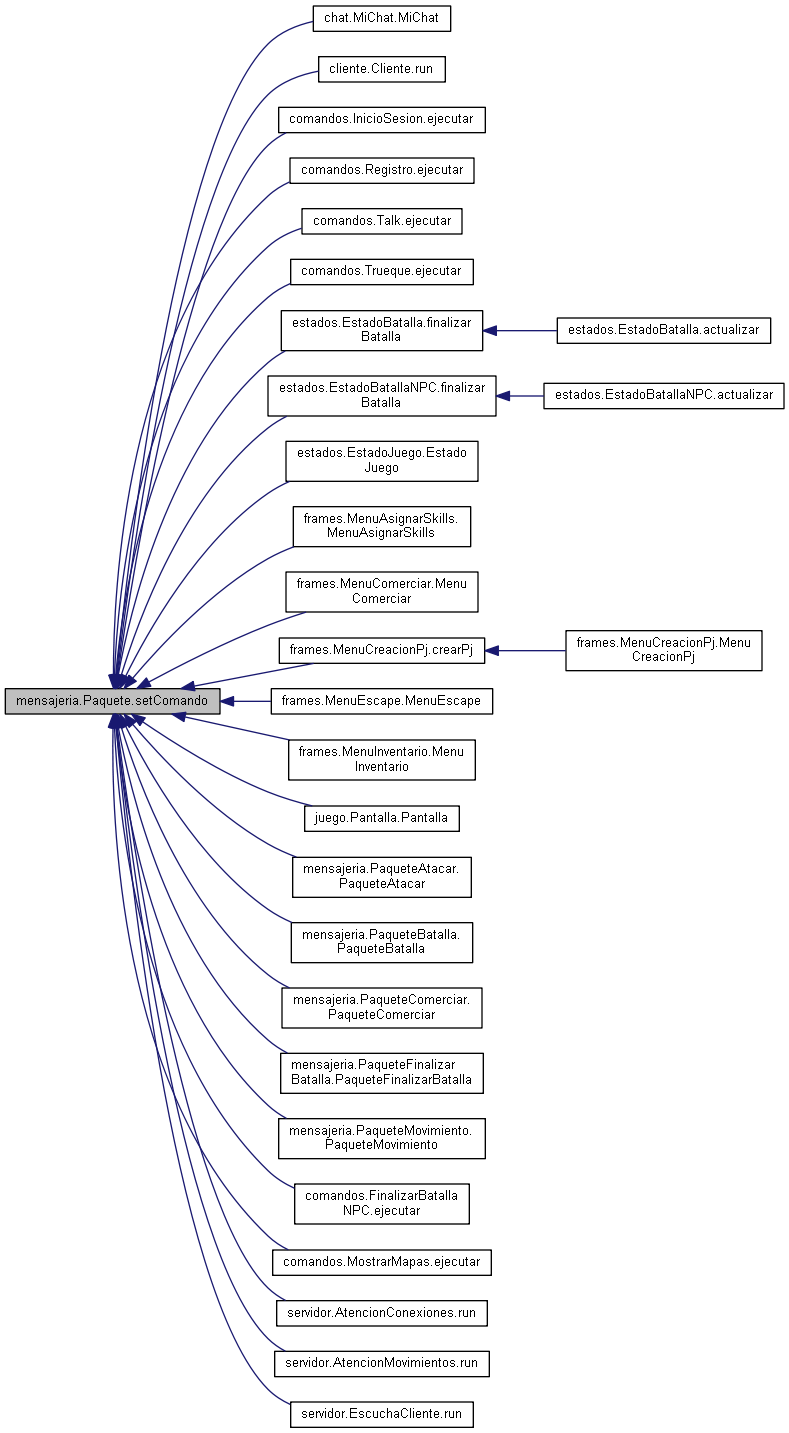 chat.MiChat.MiChat
cliente.Cliente.run
comandos.InicioSesion.ejecutar
comandos.Registro.ejecutar
comandos.Talk.ejecutar
comandos.Trueque.ejecutar
estados.EstadoBatalla.finalizar
Batalla
estados.EstadoBatalla.actualizar
estados.EstadoBatallaNPC.finalizar
Batalla
estados.EstadoBatallaNPC.actualizar
estados.EstadoJuego.Estado
Juego
frames.MenuAsignarSkills.
MenuAsignarSkills
frames.MenuComerciar.Menu
Comerciar
frames.MenuCreacionPj.crearPj
frames.MenuCreacionPj.Menu
CreacionPj
mensajeria.Paquete.setComando
frames.MenuEscape.MenuEscape
frames.MenuInventario.Menu
Inventario
juego.Pantalla.Pantalla
mensajeria.PaqueteAtacar.
PaqueteAtacar
mensajeria.PaqueteBatalla.
PaqueteBatalla
mensajeria.PaqueteComerciar.
PaqueteComerciar
mensajeria.PaqueteFinalizar
Batalla.PaqueteFinalizarBatalla
mensajeria.PaqueteMovimiento.
PaqueteMovimiento
comandos.FinalizarBatalla
NPC.ejecutar
comandos.MostrarMapas.ejecutar
servidor.AtencionConexiones.run
servidor.AtencionMovimientos.run
servidor.EscuchaCliente.run